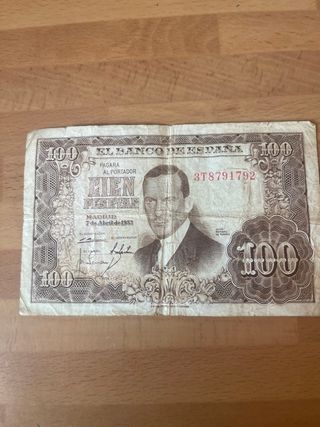 100 EL BANCO DE ESPAÑA 100
PAGARÁ
AL PORTADOR
3T8791792
CIEN
PESETAS
MADRID
7 de Abril de 1953
100
100